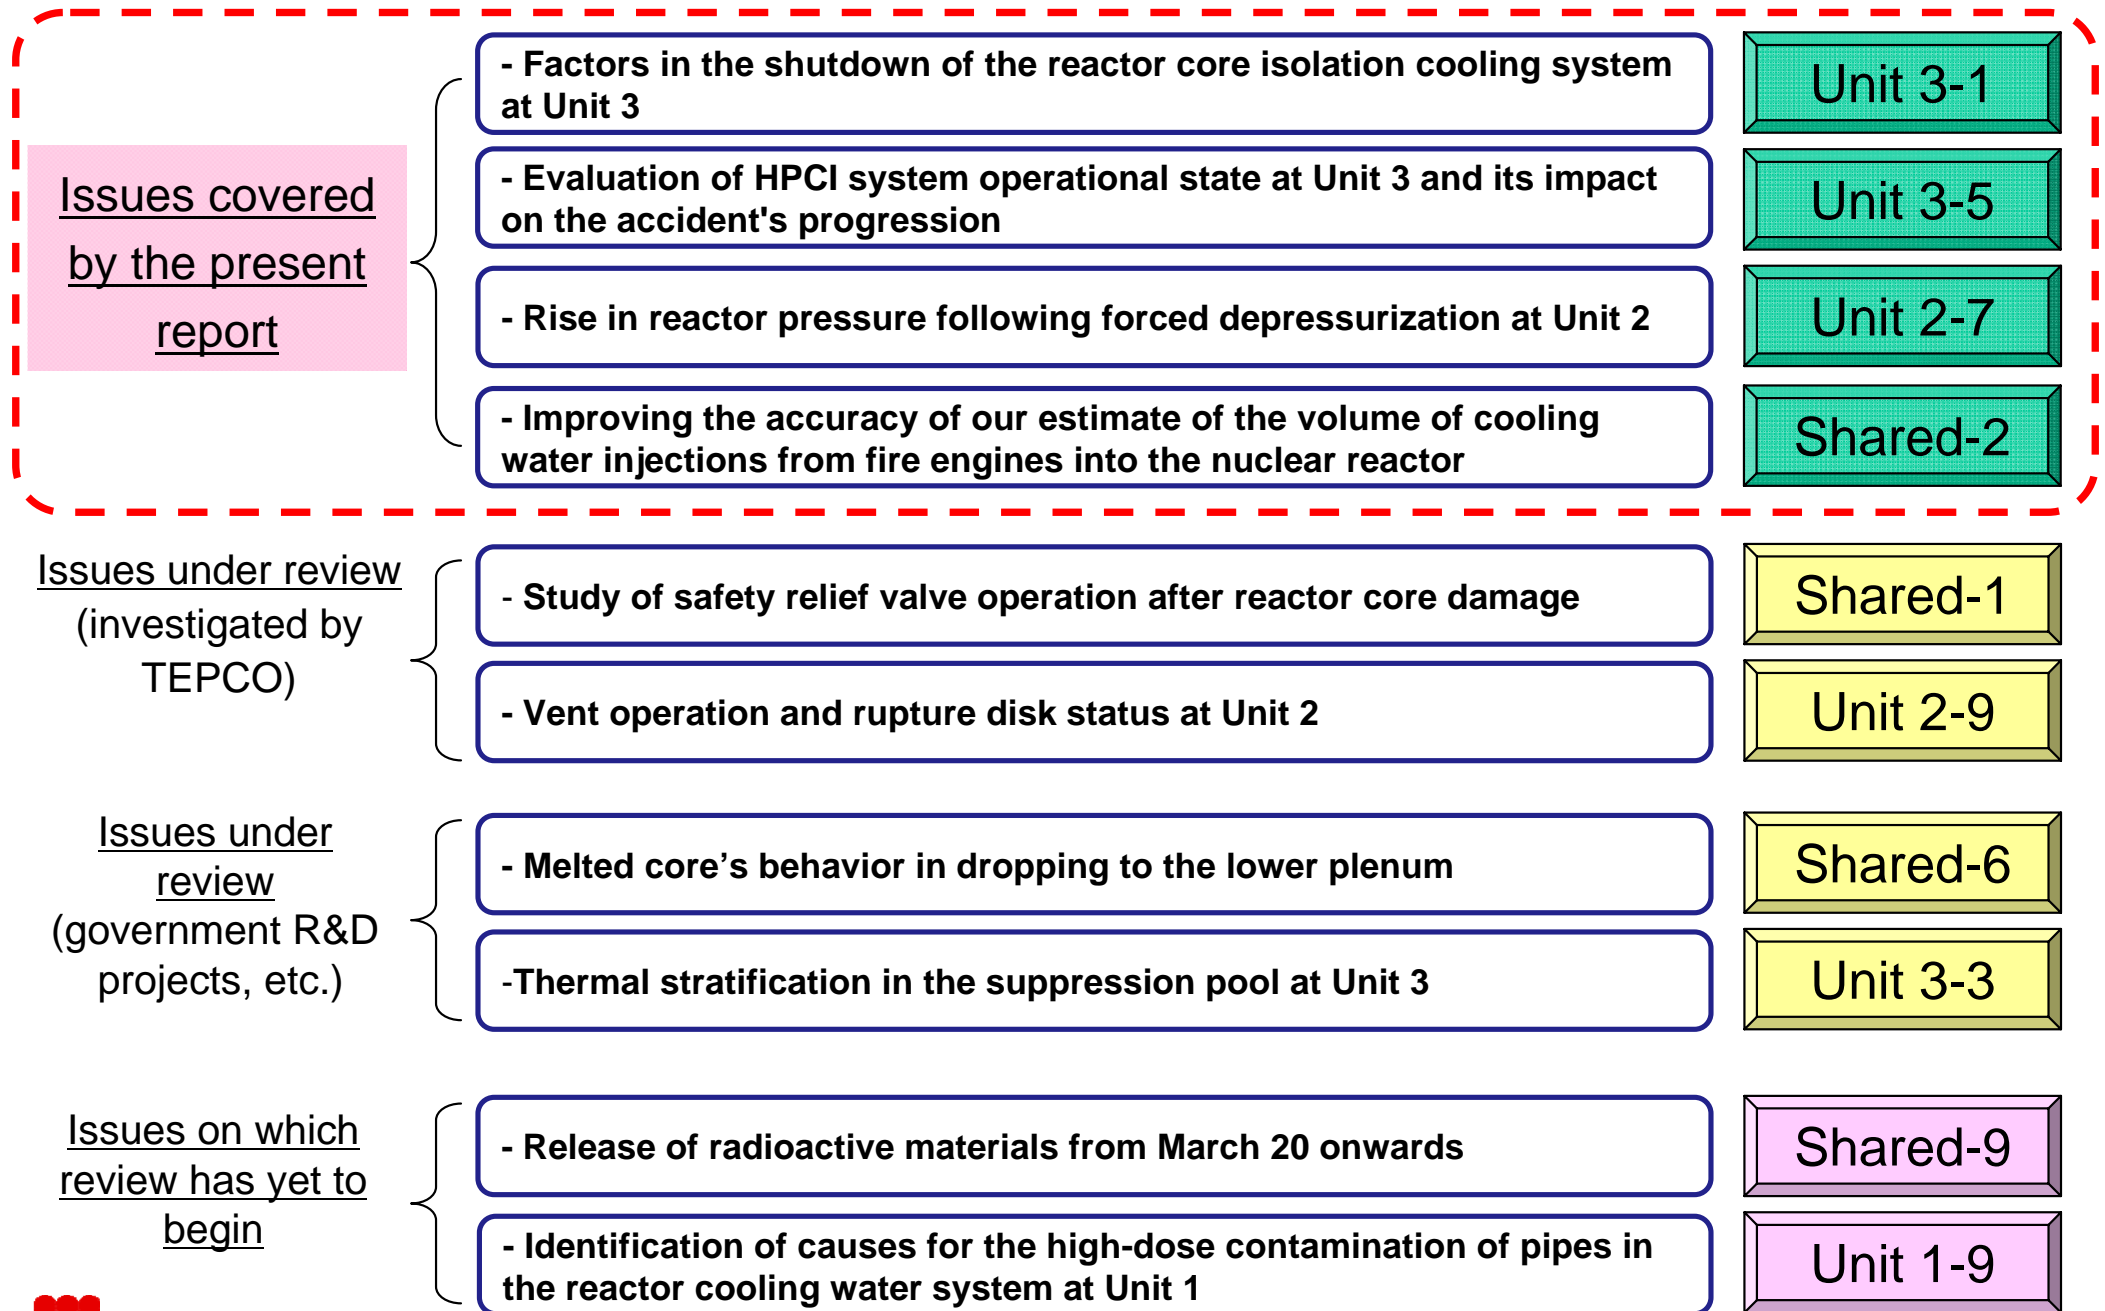 Issues covered
by the present
report
- Factors in the shutdown of the reactor core isolation cooling system
at Unit 3
Unit 3-1
- Evaluation of HPCI system operational state at Unit 3 and its impact
on the accident's progression
Unit 3-5
- Rise in reactor pressure following forced depressurization at Unit 2
Unit 2-7
- Improving the accuracy of our estimate of the volume of cooling
water injections from fire engines into the nuclear reactor
Shared-2
Issues under review
(investigated by
TEPCO)
- Study of safety relief valve operation after reactor core damage
Shared-1
- Vent operation and rupture disk status at Unit 2
Unit 2-9
Issues under
review
(government R&D
projects, etc.)
- Melted core’s behavior in dropping to the lower plenum
Shared-6
-Thermal stratification in the suppression pool at Unit 3
Unit 3-3
Issues on which
review has yet to
begin
- Release of radioactive materials from March 20 onwards
Shared-9
- Identification of causes for the high-dose contamination of pipes in
the reactor cooling water system at Unit 1
Unit 1-9